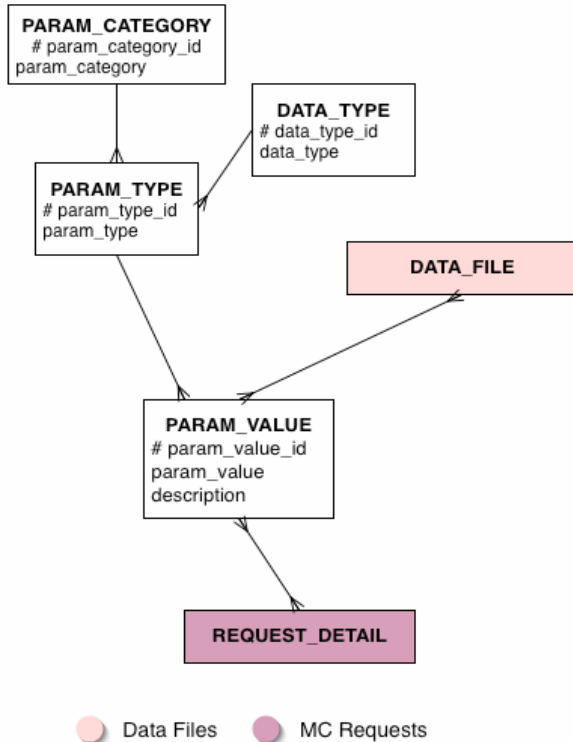 PARAM_CATEGORY
# param_category_id
param_category
DATA_TYPE
# data_type_id
data_type
PARAM_TYPE
# param_type_id
param_type
DATA_FILE
PARAM_VALUE
# param_value_id
param_value
description
REQUEST_DETAIL
Data Files
MC Requests